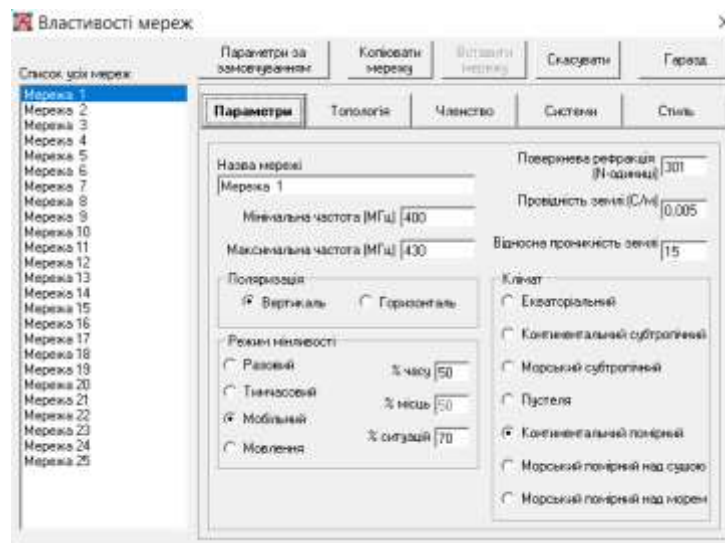 Властивості мереж
Параметри за замовчуванням
Копіювати мережу
Вставити мережу
Скасувати
Гаразд
Список усіх мереж
Мережа 1
Мережа 2
Мережа 3
Мережа 4
Мережа 5
Мережа 6
Мережа 7
Мережа 8
Мережа 9
Мережа 10
Мережа 11
Мережа 12
Мережа 13
Мережа 14
Мережа 15
Мережа 16
Мережа 17
Мережа 18
Мережа 19
Мережа 20
Мережа 21
Мережа 22
Мережа 23
Мережа 24
Мережа 25
Параметри
Топологія
Членство
Системи
Стиль
Назва мережі
Мережа 1
Мінімальна частота (МГц) 400
Максимальна частота (МГц) 430
Поверхнева рефракція
(N-одиниці) 301
Провідність землі (С/м) 0,005
Відносна проникність землі 15
Поляризація
Вертикаль
Горизонталь
Режим мінливості
Разовий
Тимчасовий
Мобільний
Мовлення
% часу 50
% місць 50
% ситуацій 70
Клімат
Екваторіальний
Континентальний субтропічний
Морський субтропічний
Пустеля
Континентальний помірний
Морський помірний над сушою
Морський помірний над морем